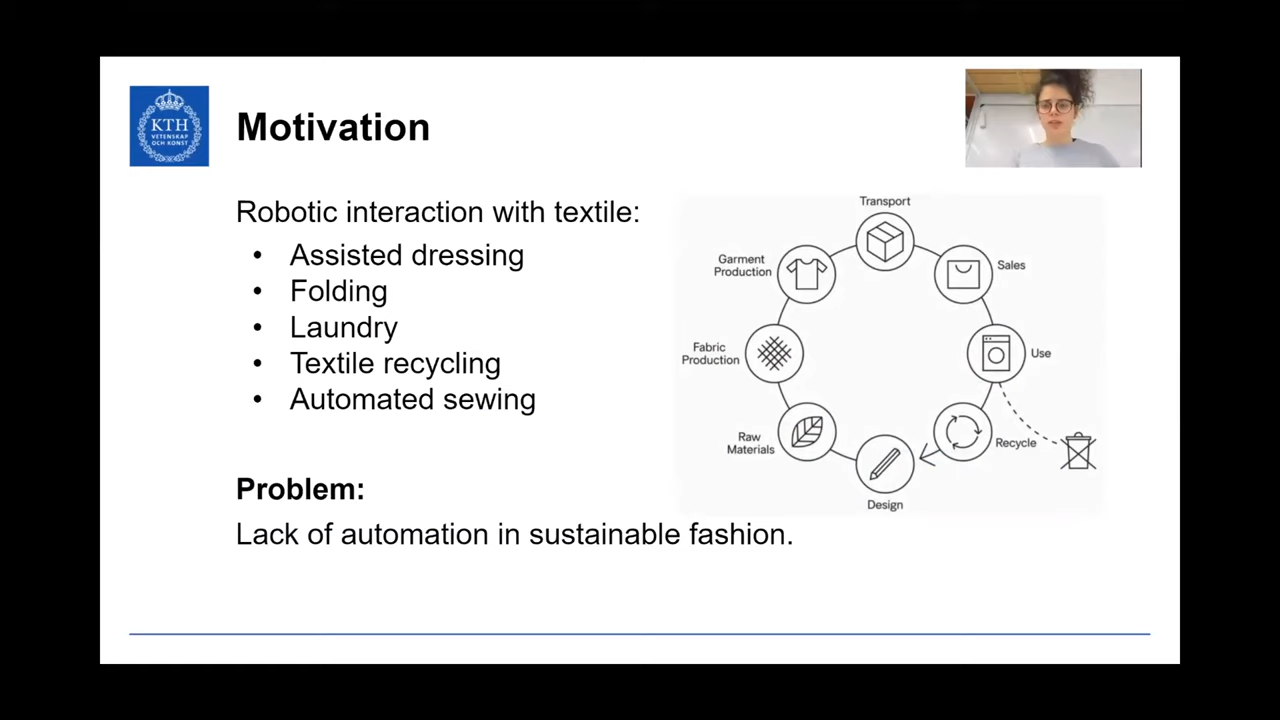 KTH
VETENSKAP
OCH KONST
Motivation
Robotic interaction with textile:
• Assisted dressing
• Folding
• Laundry
• Textile recycling
• Automated sewing
Problem:
Lack of automation in sustainable fashion.
Transport
Sales
Use
Recycle
Design
Raw
Materials
Fabric
Production
Garment
Production